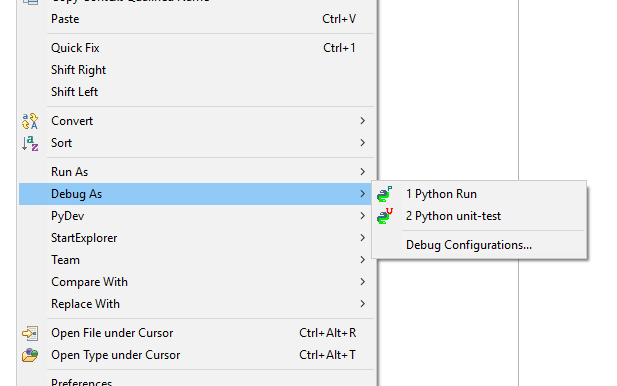 Copy Context Qualified Name
Paste Ctrl+V
Quick Fix Ctrl+1
Shift Right
Shift Left
Convert
Sort
Run As
Debug As
1 Python Run
2 Python unit-test
Debug Configurations...
PyDev
StartExplorer
Team
Compare With
Replace With
Open File under Cursor Ctrl+Alt+R
Open Type under Cursor Ctrl+Alt+T
Preferences